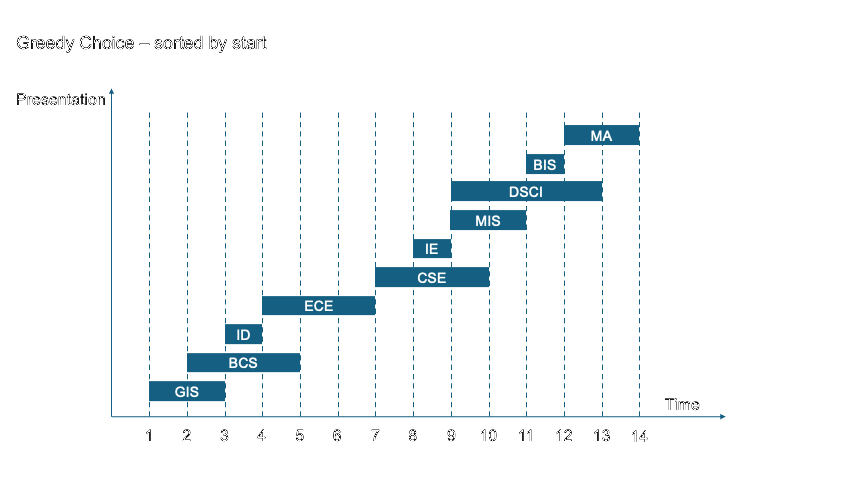 Greedy Choice – sorted by start
Presentation
MA
BIS
DSCI
MIS
IE
CSE
ECE
ID
BCS
GIS
Time
1 2 3 4 5 6 7 8 9 10 11 12 13 14